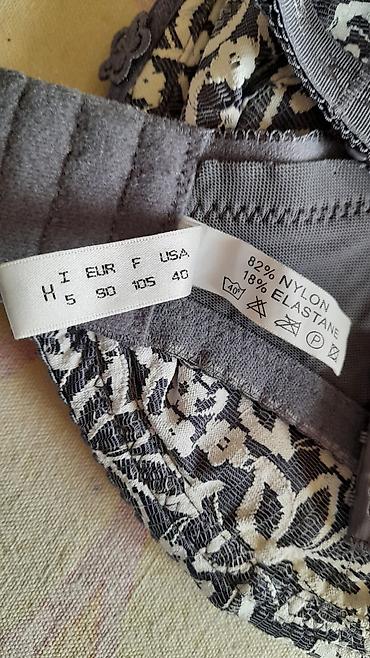 I EUR F USA
H 5 90 105 40
82% NYLON
18% ELASTANE
40°
P